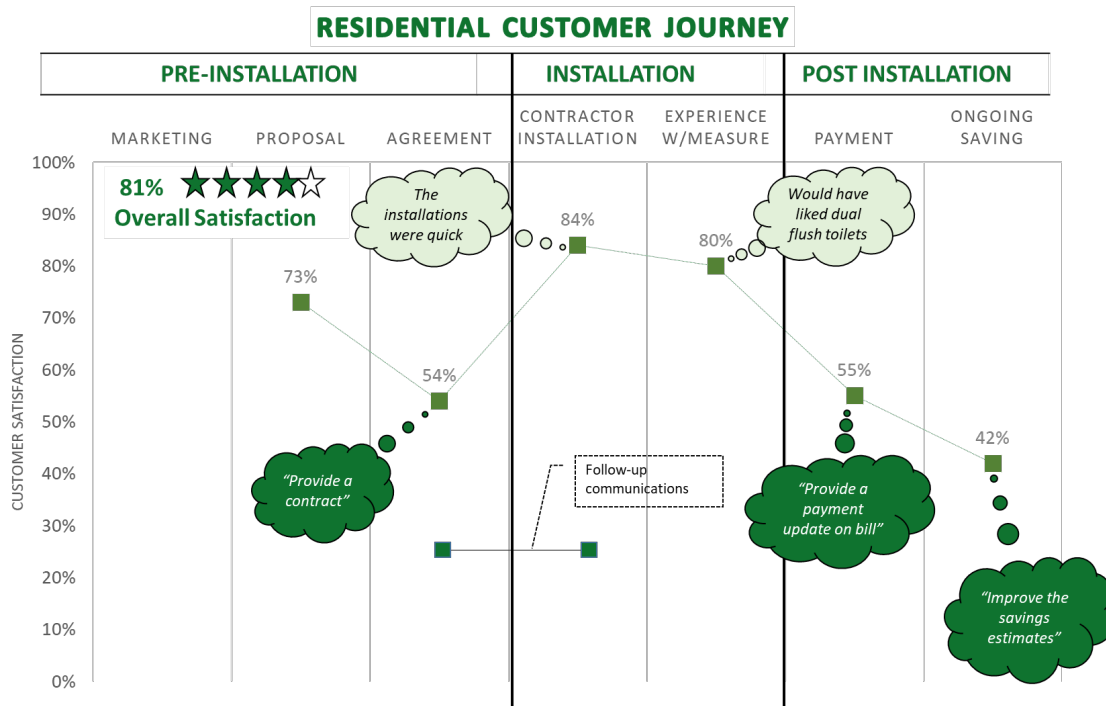 RESIDENTIAL CUSTOMER JOURNEY
PRE-INSTALLATION
INSTALLATION
POST INSTALLATION
MARKETING
PROPOSAL
AGREEMENT
CONTRACTOR
INSTALLATION
EXPERIENCE
W/MEASURE
PAYMENT
ONGOING
SAVING
CUSTOMER SATISFACTION
100%
90%
80%
70%
60%
50%
40%
30%
20%
10%
0%
81%
Overall Satisfaction
The
installations
were quick
Would have
liked dual
flush toilets
73%
54%
84%
80%
55%
42%
“Provide a
contract”
Follow-up
communications
“Provide a
payment
update on bill”
“Improve the
savings
estimates”